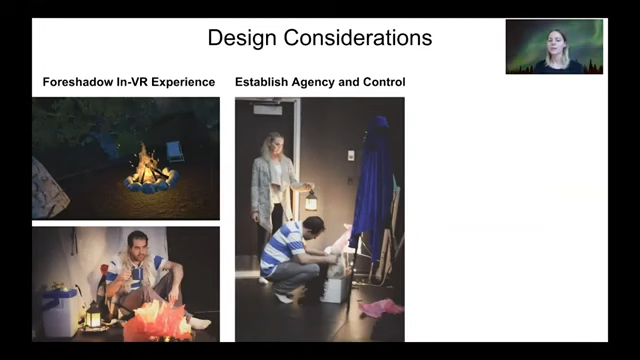 Design Considerations
Foreshadow In-VR Experience
Establish Agency and Control